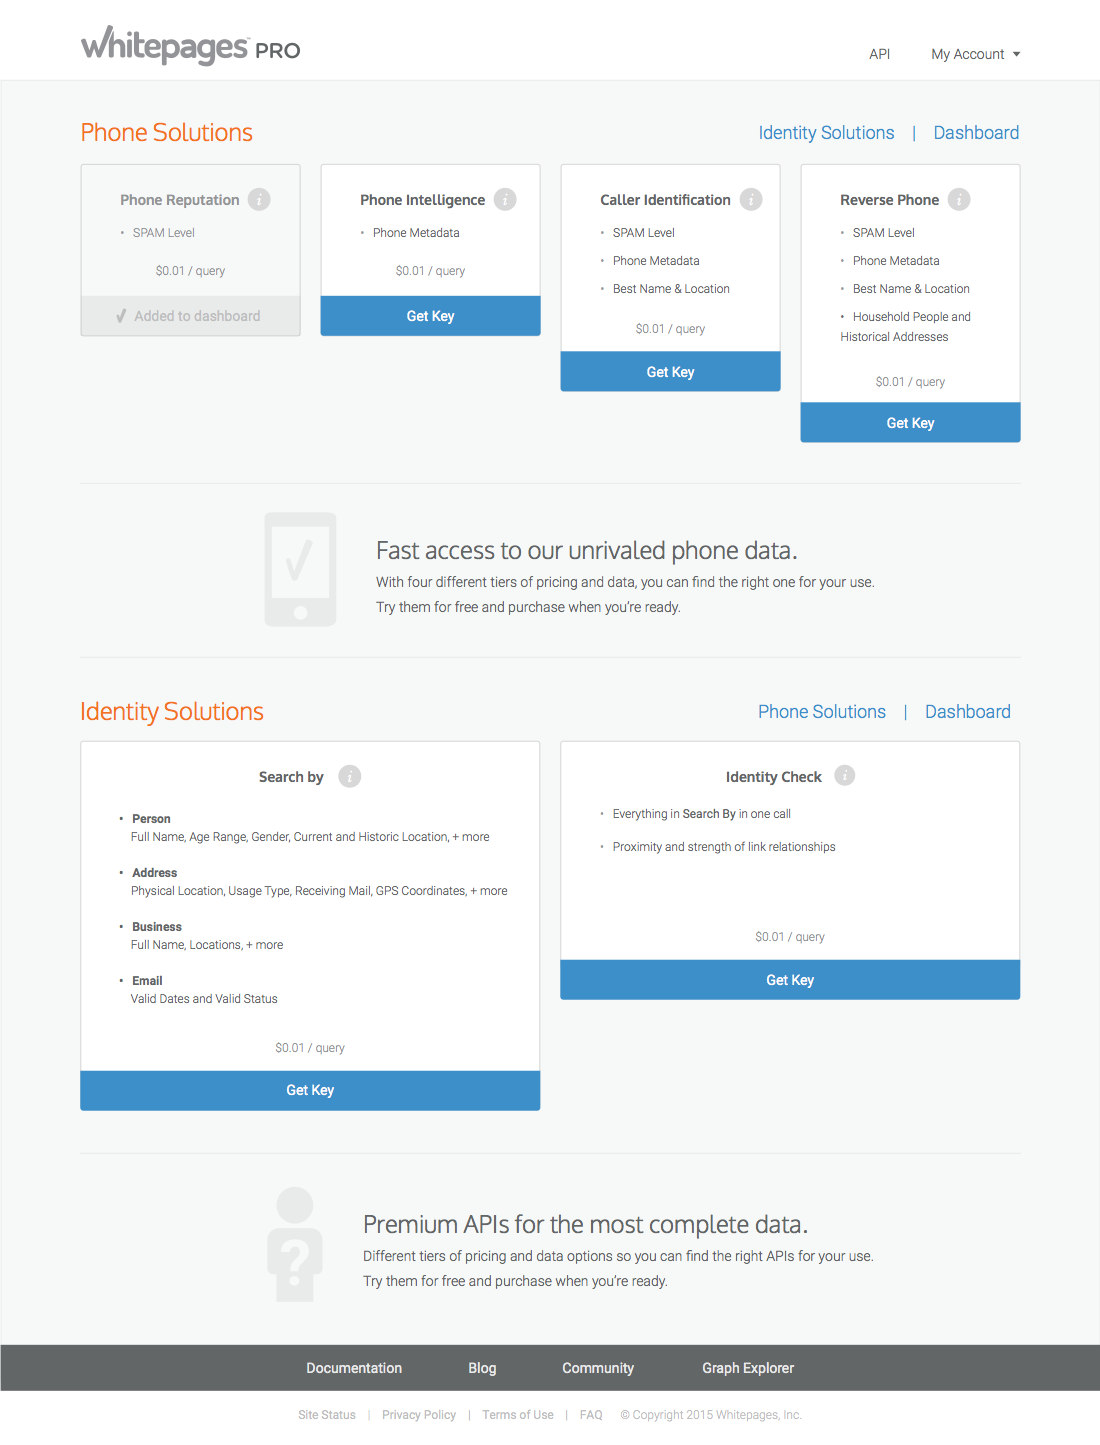 whitepages™ PRO
API My Account
Phone Solutions
Identity Solutions | Dashboard
Phone Reputation i
• SPAM Level
$0.01 / query
Added to dashboard
Phone Intelligence i
• Phone Metadata
$0.01 / query
Get Key
Caller Identification i
• SPAM Level
• Phone Metadata
• Best Name & Location
$0.01 / query
Get Key
Reverse Phone i
• SPAM Level
• Phone Metadata
• Best Name & Location
• Household People and
Historical Addresses
$0.01 / query
Get Key
Fast access to our unrivaled phone data.
With four different tiers of pricing and data, you can find the right one for your use.
Try them for free and purchase when you're ready.
Identity Solutions
Phone Solutions | Dashboard
Search by i
• Person
Full Name, Age Range, Gender, Current and Historic Location, + more
• Address
Physical Location, Usage Type, Receiving Mail, GPS Coordinates, + more
• Business
Full Name, Locations, + more
• Email
Valid Dates and Valid Status
$0.01 / query
Get Key
Identity Check i
• Everything in Search By in one call
• Proximity and strength of link relationships
$0.01 / query
Get Key
?
Premium APIs for the most complete data.
Different tiers of pricing and data options so you can find the right APIs for your use.
Try them for free and purchase when you're ready.
Documentation Blog Community Graph Explorer
Site Status | Privacy Policy | Terms of Use | FAQ © Copyright 2015 Whitepages, Inc.